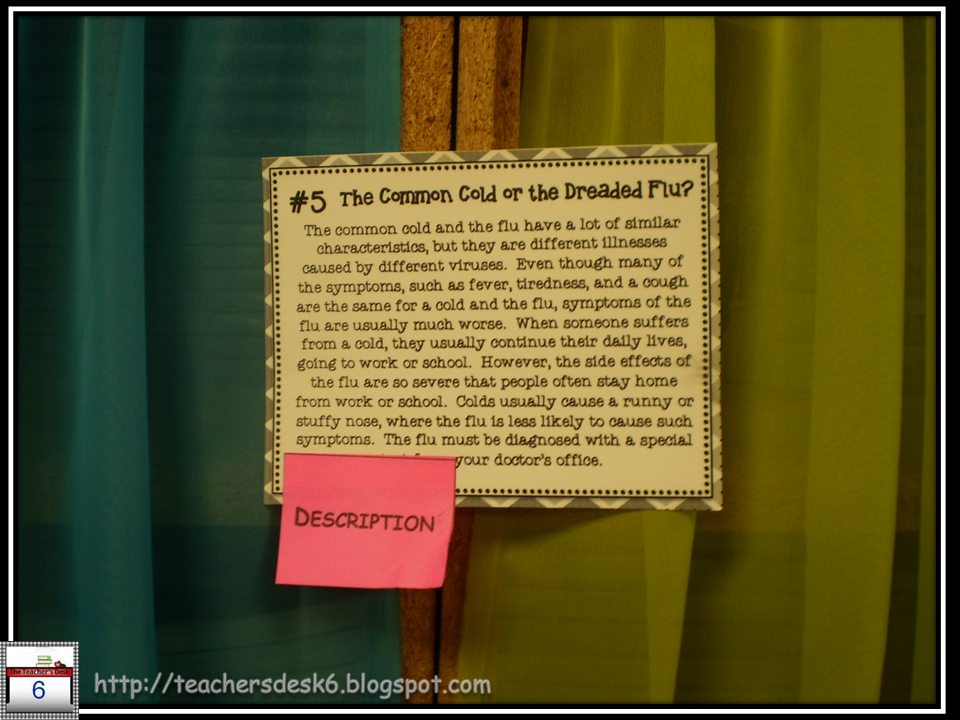 #5 The Common Cold or the Dreaded Flu?
The common cold and the flu have a lot of similar
characteristics, but they are different illnesses
caused by different viruses. Even though many of
the symptoms, such as fever, tiredness, and a cough
are the same for a cold and the flu, symptoms of the
flu are usually much worse. When someone suffers
from a cold, they usually continue their daily lives,
going to work or school. However, the side effects of
the flu are so severe that people often stay home
from work or school. Colds usually cause a runny or
stuffy nose, where the flu is less likely to cause such
symptoms. The flu must be diagnosed with a special
your doctor's office.
DESCRIPTION
The Teacher's Desk
6
http://teachersdesk6.blogspot.com